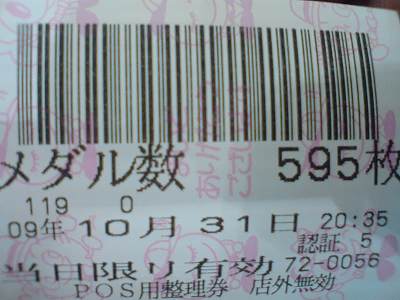 メダル数 595枚
119 0
09年 10月 31日 20:35
認証 5
当日限り有効 72-0056
POS用整理券 店外無効